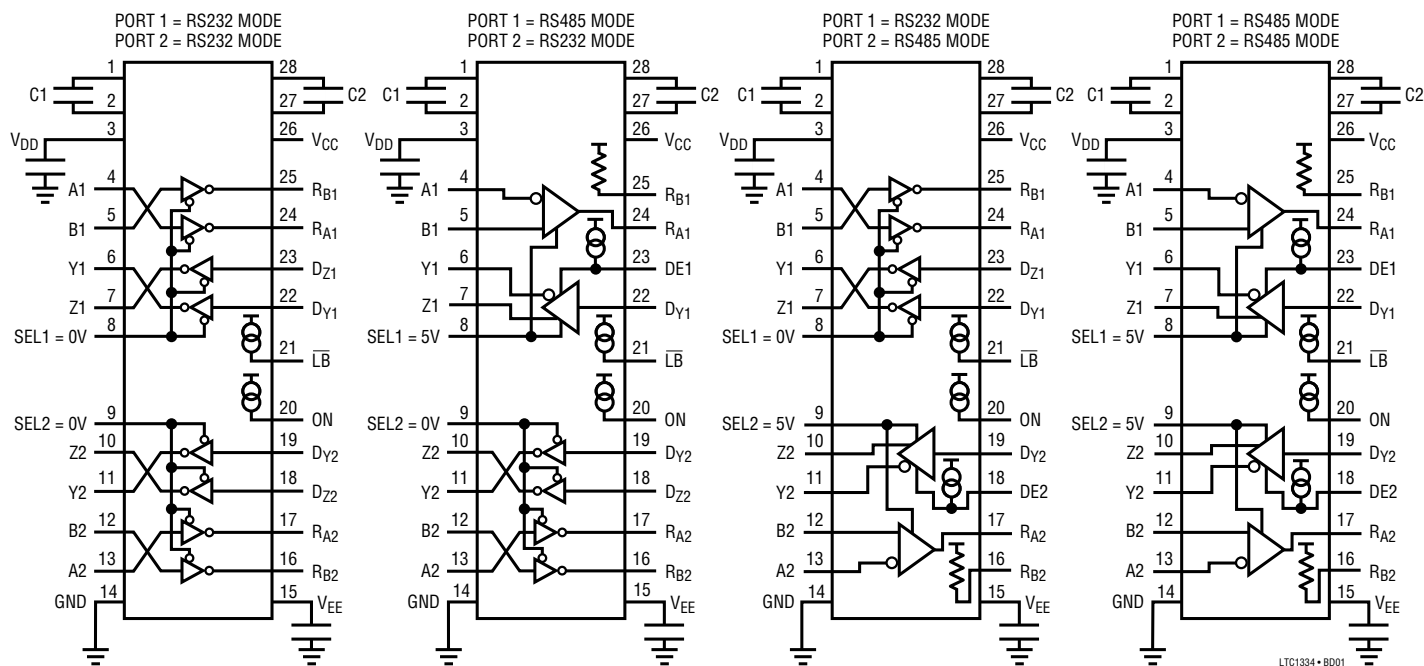 PORT 1 = RS232 MODE
PORT 2 = RS232 MODE
1 28
C1 C2
2 27
3 26
VDD VCC
4 25
A1 RB1
5 24
B1 RA1
6 23
Y1 DZ1
7 22
Z1 DY1
8
SEL1 = 0V
21
LB
20
ON
9
SEL2 = 0V
10 19
Z2 DY2
11 18
Y2 DZ2
12 17
B2 RA2
13 16
A2 RB2
14 15
GND VEE
PORT 1 = RS485 MODE
PORT 2 = RS232 MODE
1 28
C1 C2
2 27
3 26
VDD VCC
4 25
A1 RB1
5 24
B1 RA1
6 23
Y1 DE1
7 22
Z1 DY1
8
SEL1 = 5V
21
LB
20
ON
9
SEL2 = 0V
10 19
Z2 DY2
11 18
Y2 DZ2
12 17
B2 RA2
13 16
A2 RB2
14 15
GND VEE
PORT 1 = RS232 MODE
PORT 2 = RS485 MODE
1 28
C1 C2
2 27
3 26
VDD VCC
4 25
A1 RB1
5 24
B1 RA1
6 23
Y1 DZ1
7 22
Z1 DY1
8
SEL1 = 0V
21
LB
20
ON
9
SEL2 = 5V
10 19
Z2 DY2
11 18
Y2 DE2
12 17
B2 RA2
13 16
A2 RB2
14 15
GND VEE
PORT 1 = RS485 MODE
PORT 2 = RS485 MODE
1 28
C1 C2
2 27
3 26
VDD VCC
4 25
A1 RB1
5 24
B1 RA1
6 23
Y1 DE1
7 22
Z1 DY1
8
SEL1 = 5V
21
LB
20
ON
9
SEL2 = 5V
10 19
Z2 DY2
11 18
Y2 DE2
12 17
B2 RA2
13 16
A2 RB2
14 15
GND VEE
LTC1334 • BD01